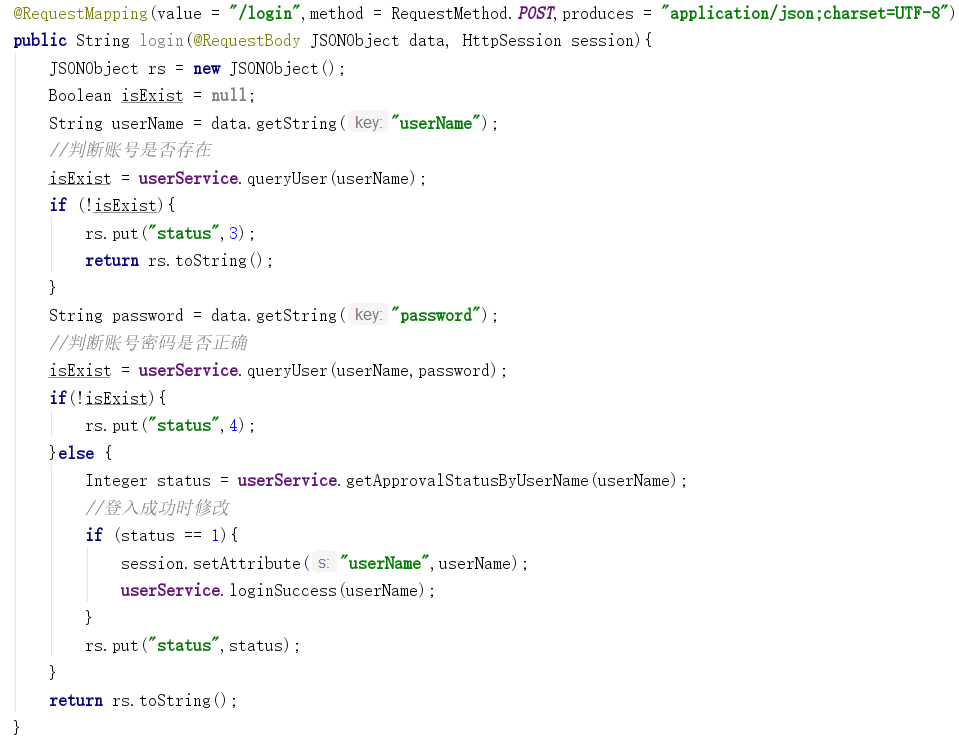 @RequestMapping(value = "/login",method = RequestMethod.POST,produces = "application/json;charset=UTF-8")
public String login(@RequestBody JSONObject data, HttpSession session){
    JSONObject rs = new JSONObject();
    Boolean isExist = null;
    String userName = data.getString( key: "userName");
    //判断账号是否存在
    isExist = userService.queryUser(userName);
    if (!isExist){
        rs.put("status",3);
        return rs.toString();
    }
    String password = data.getString( key: "password");
    //判断账号密码是否正确
    isExist = userService.queryUser(userName,password);
    if(!isExist){
        rs.put("status",4);
    }else {
        Integer status = userService.getApprovalStatusByUserName(userName);
        //登入成功时修改
        if (status == 1){
            session.setAttribute( s: "userName",userName);
            userService.loginSuccess(userName);
        }
        rs.put("status",status);
    }
    return rs.toString();
}